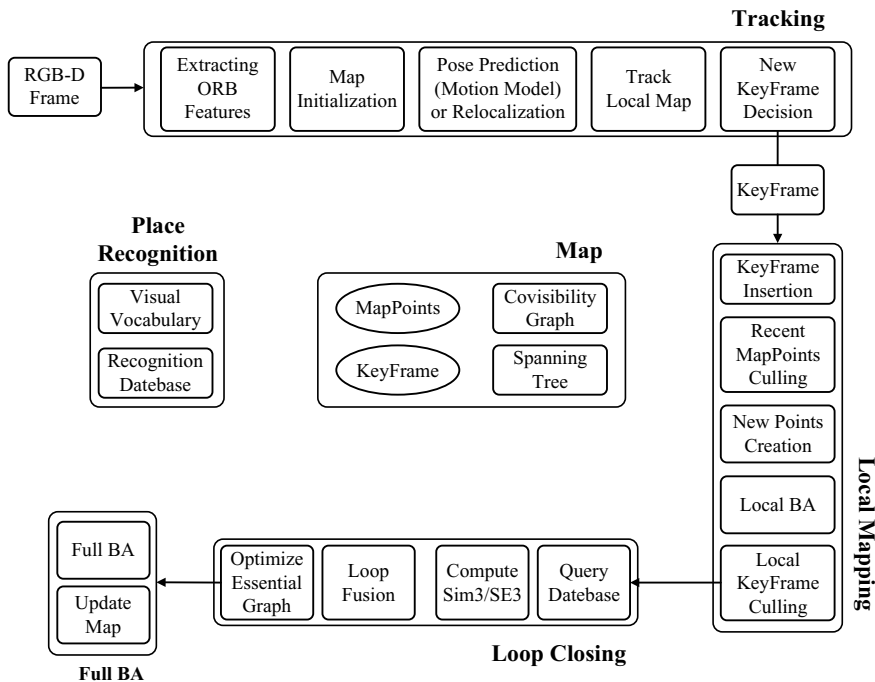 Tracking
RGB-D
Frame
Extracting
ORB
Features
Map
Initialization
Pose Prediction
(Motion Model)
or Relocalization
Track
Local Map
New
KeyFrame
Decision
KeyFrame
Place
Recognition
Visual
Vocabulary
Recognition
Datebase
Map
MapPoints
KeyFrame
Covisibility
Graph
Spanning
Tree
KeyFrame
Insertion
Recent
MapPoints
Culling
New Points
Creation
Local BA
Local
KeyFrame
Culling
Local Mapping
Full BA
Update
Map
Full BA
Optimize
Essential
Graph
Loop
Fusion
Compute
Sim3/SE3
Query
Datebase
Loop Closing